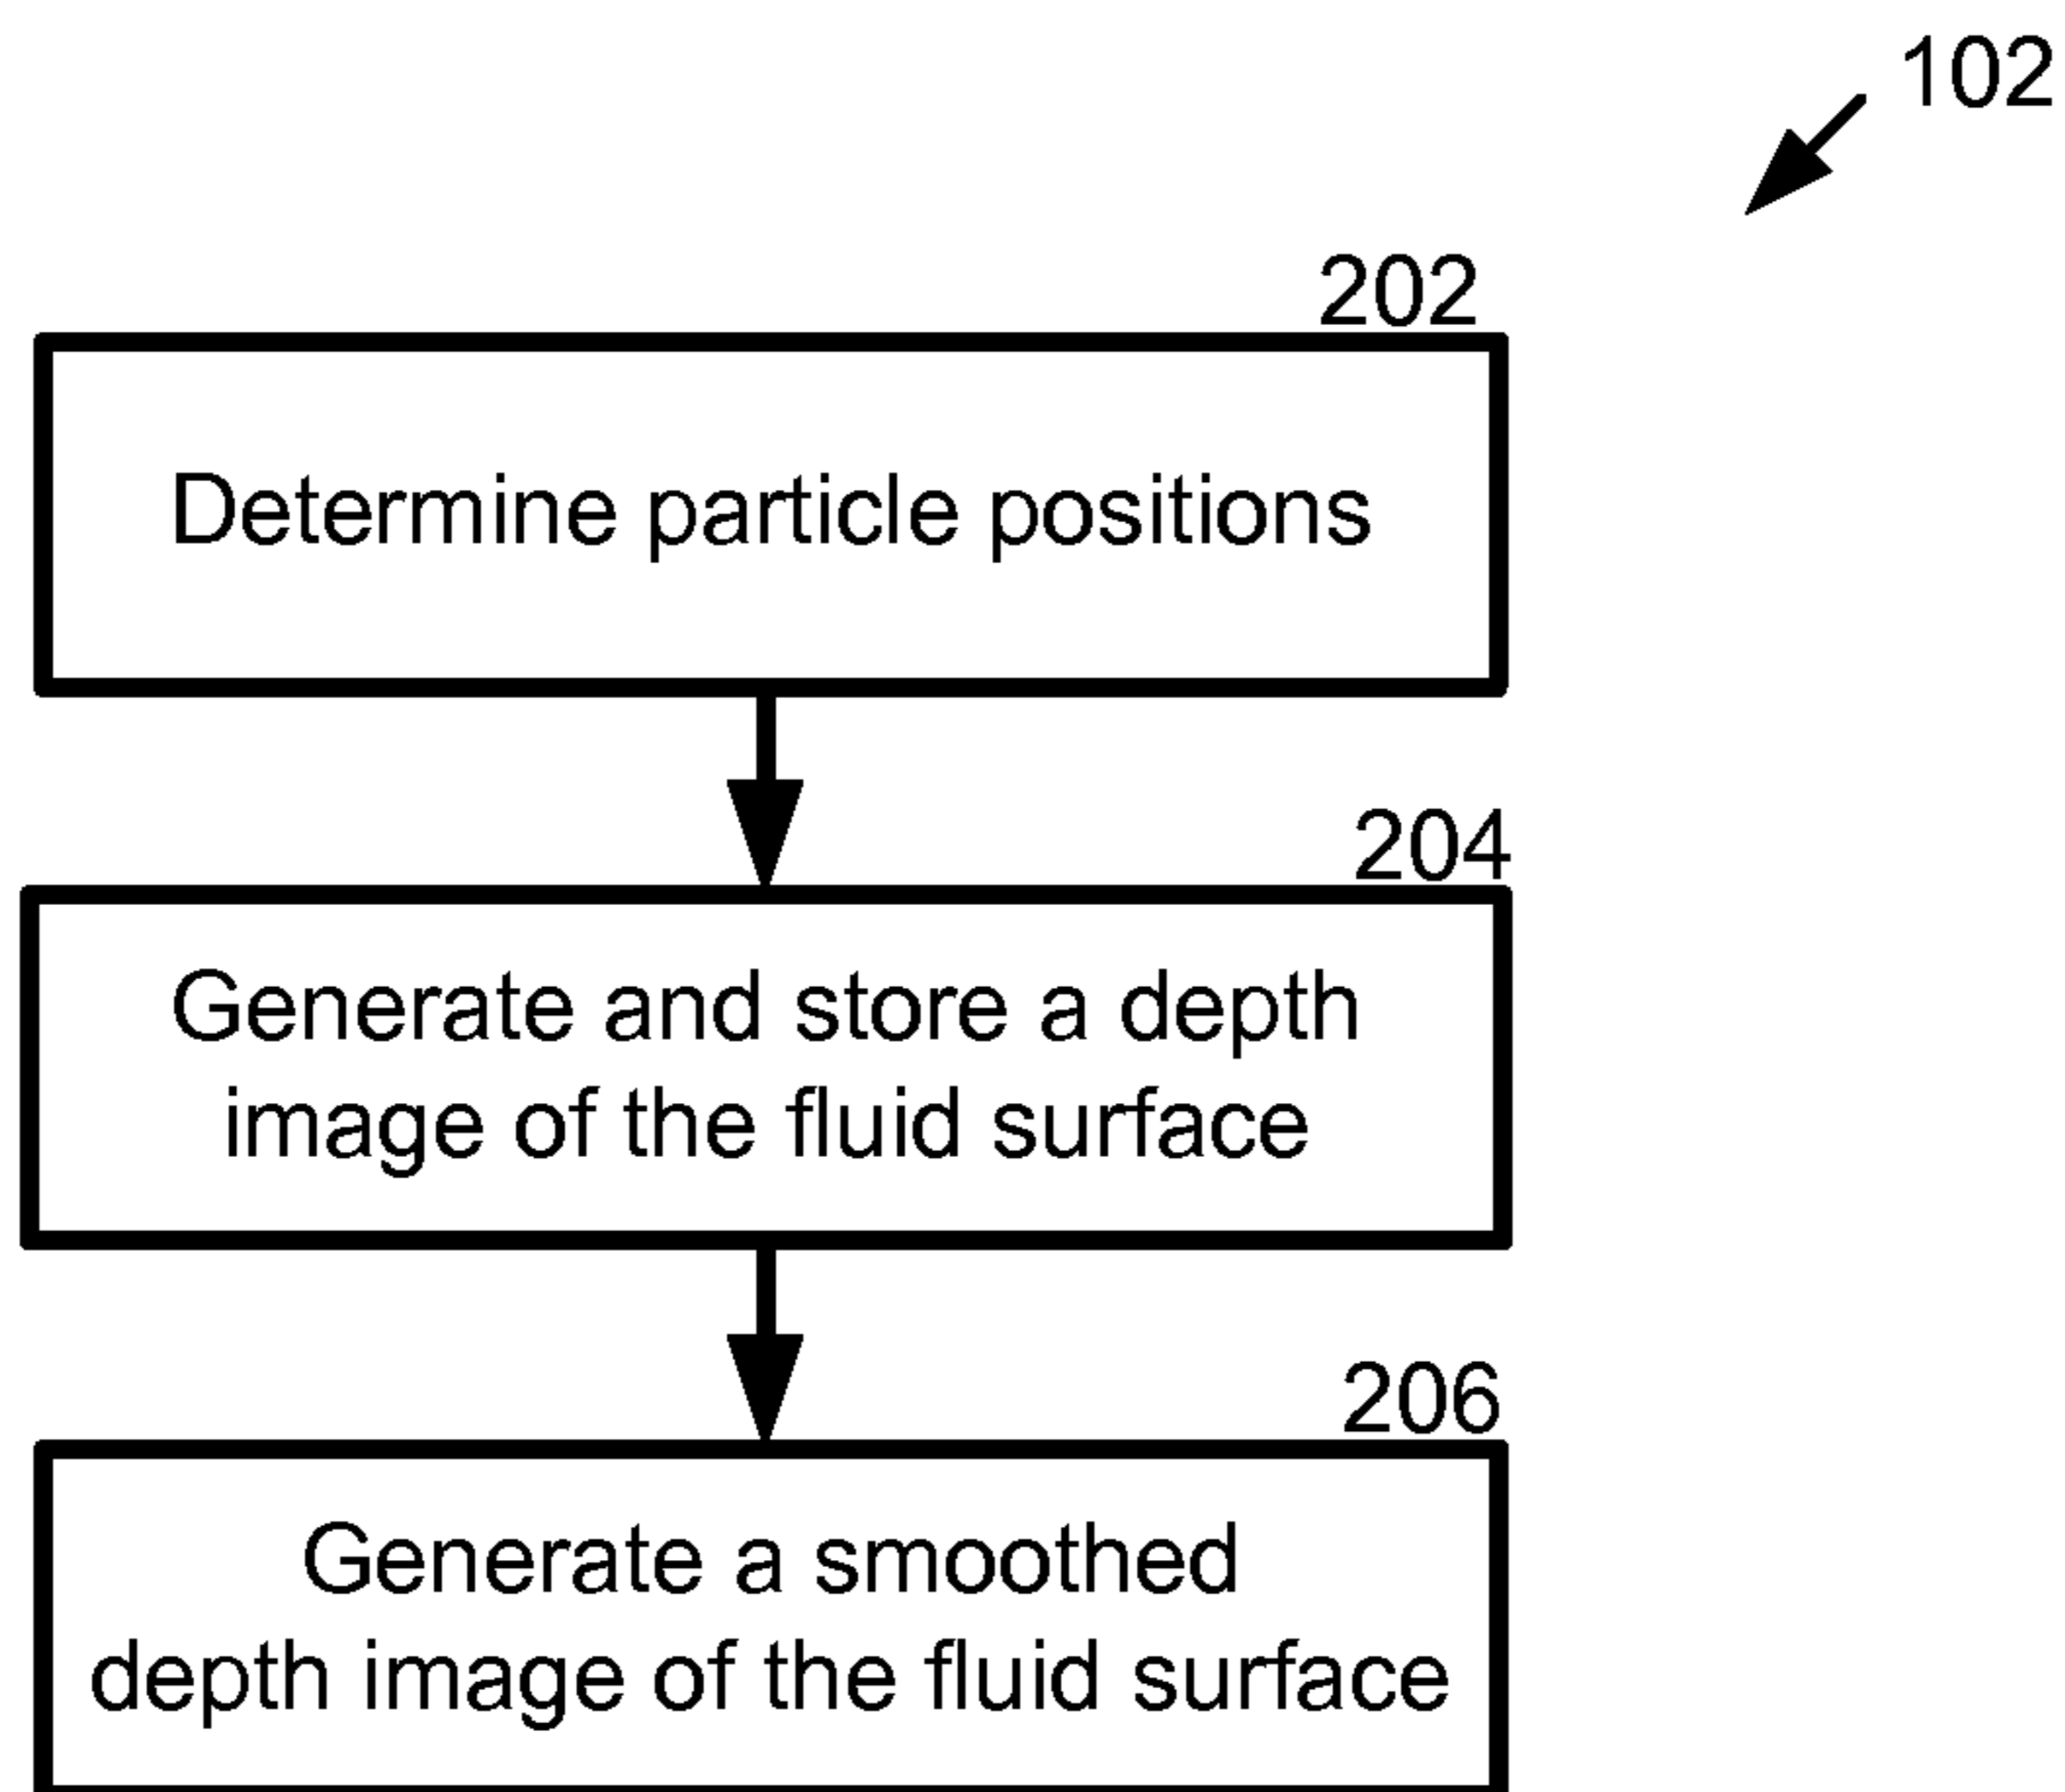 102
202
Determine particle positions
204
Generate and store a depth
image of the fluid surface
206
Generate a smoothed
depth image of the fluid surface